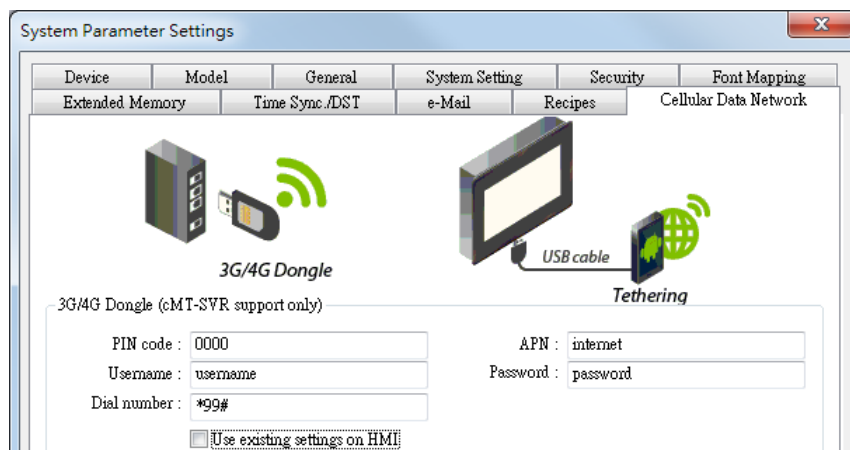 System Parameter Settings
Device Model General System Setting Security Font Mapping
Extended Memory Time Sync./DST e-Mail Recipes Cellular Data Network
3G/4G Dongle
USB cable
Tethering
3G/4G Dongle (cMT-SVR support only)
PIN code : 0000 APN : internet
Username : username Password : password
Dial number : *99#
Use existing settings on HMI